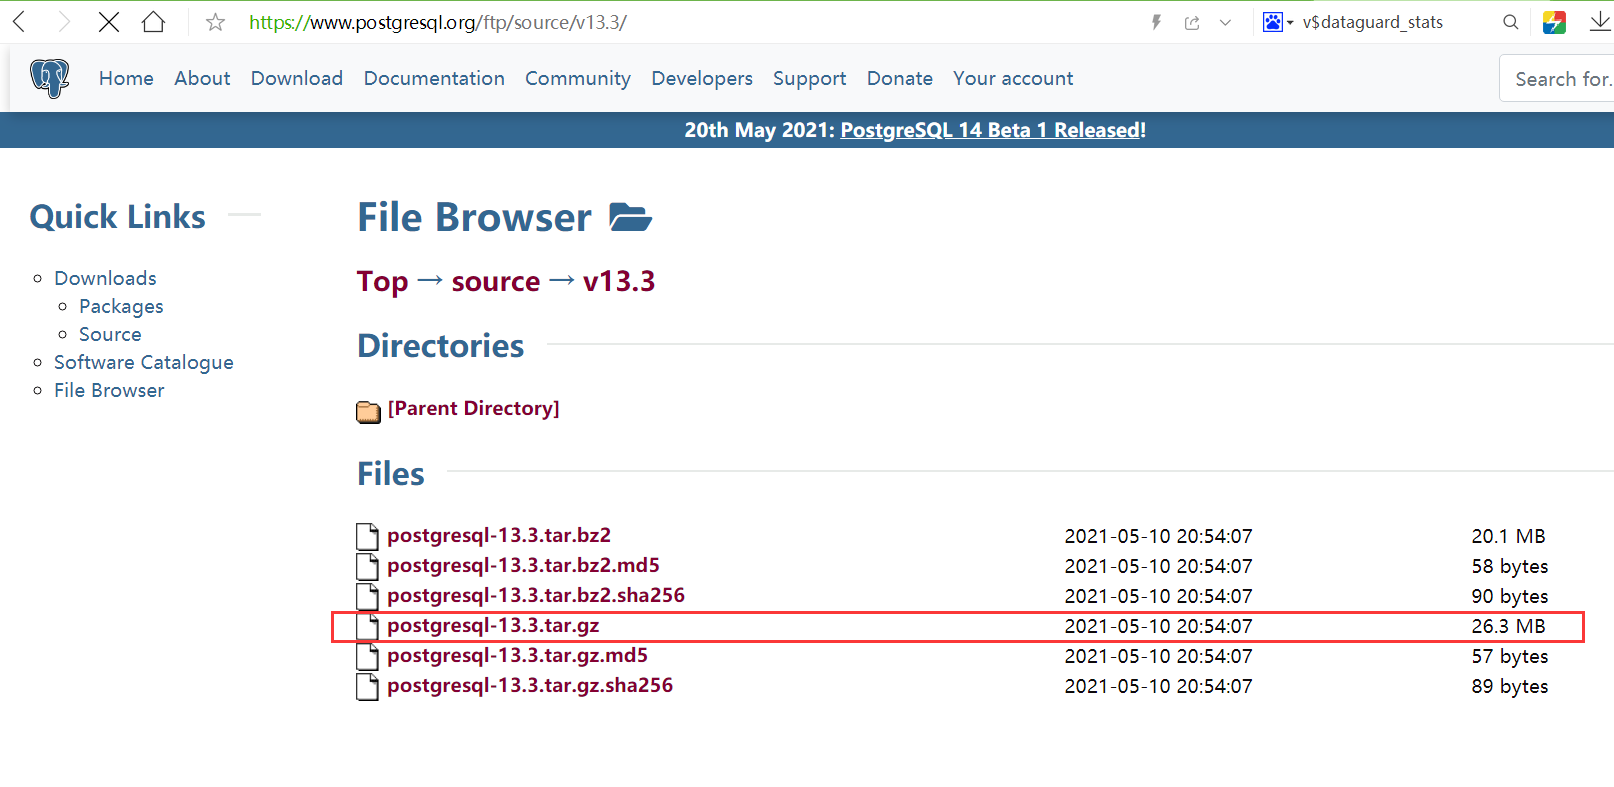 https://www.postgresql.org/ftp/source/v13.3/ v$dataguard_stats
Home About Download Documentation Community Developers Support Donate Your account Search for.
20th May 2021: PostgreSQL 14 Beta 1 Released!
Quick Links
Downloads
Packages
Source
Software Catalogue
File Browser
File Browser
Top → source → v13.3
Directories
[Parent Directory]
Files
postgresql-13.3.tar.bz2 2021-05-10 20:54:07 20.1 MB
postgresql-13.3.tar.bz2.md5 2021-05-10 20:54:07 58 bytes
postgresql-13.3.tar.bz2.sha256 2021-05-10 20:54:07 90 bytes
postgresql-13.3.tar.gz 2021-05-10 20:54:07 26.3 MB
postgresql-13.3.tar.gz.md5 2021-05-10 20:54:07 57 bytes
postgresql-13.3.tar.gz.sha256 2021-05-10 20:54:07 89 bytes